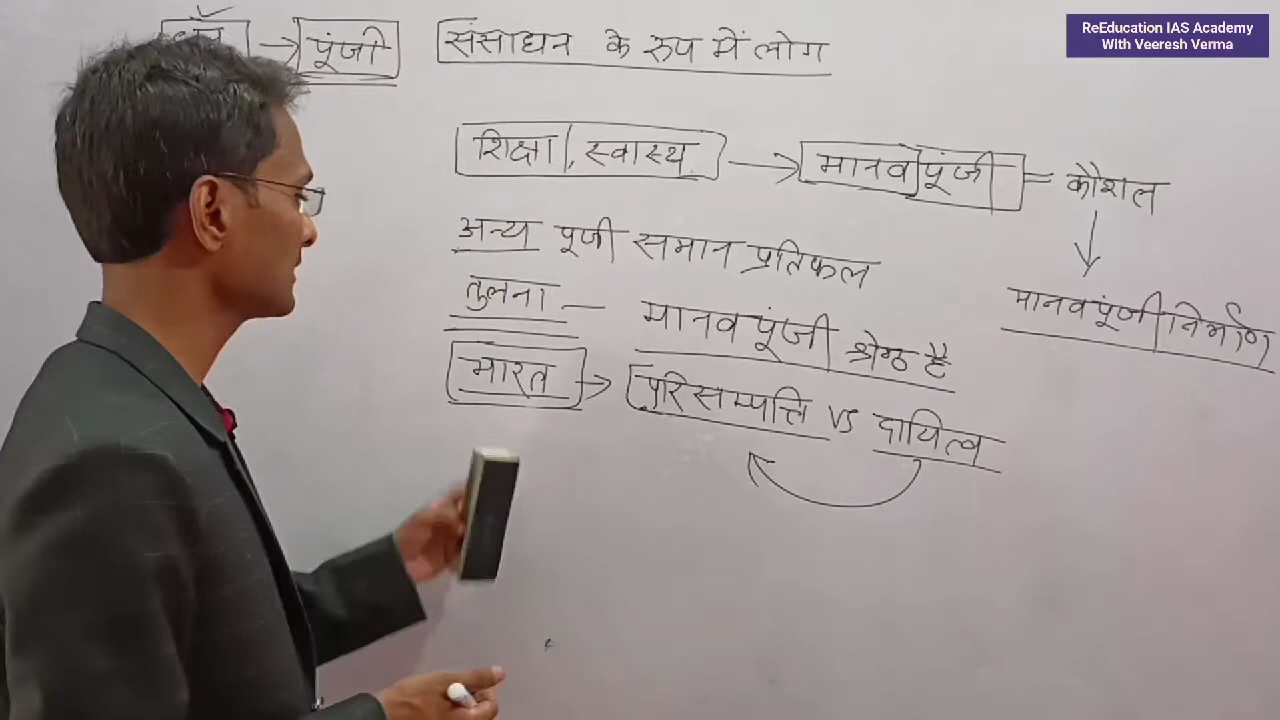 ReEducation IAS Academy
With Veeresh Verma
→ पूंजी
संसाधन के रुप में लोग
शिक्षा, स्वास्थ्य → मानव पूंजी = कौशल
अन्य पूंजी समान प्रतिफल
तुलना — मानव पूंजी श्रेष्ठ है
मानव पूंजी निर्माण
भारत → परिसम्पत्ति VS दायित्व